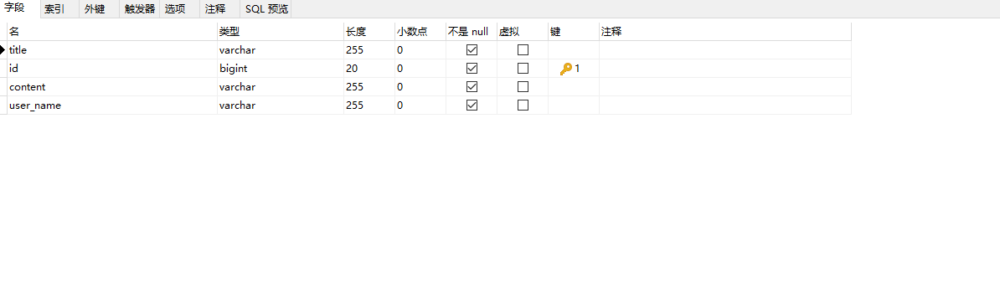 字段 索引 外键 触发器 选项 注释 SQL 预览
名 类型 长度 小数点 不是 null 虚拟 键 注释
title varchar 255 0
id bigint 20 0 1
content varchar 255 0
user_name varchar 255 0